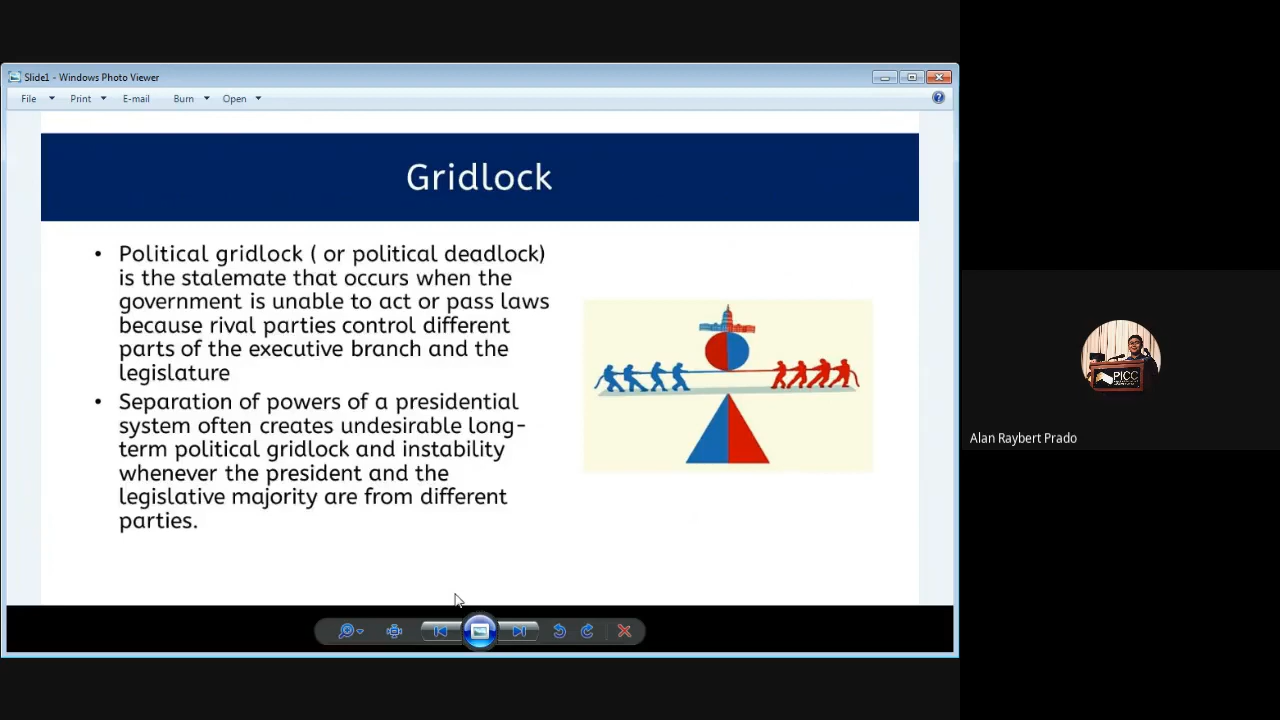 Slide1 - Windows Photo Viewer
File Print E-mail Burn Open
Gridlock
• Political gridlock ( or political deadlock)
is the stalemate that occurs when the
government is unable to act or pass laws
because rival parties control different
parts of the executive branch and the
legislature
• Separation of powers of a presidential
system often creates undesirable long-
term political gridlock and instability
whenever the president and the
legislative majority are from different
parties.
PICC
Alan Raybert Prado